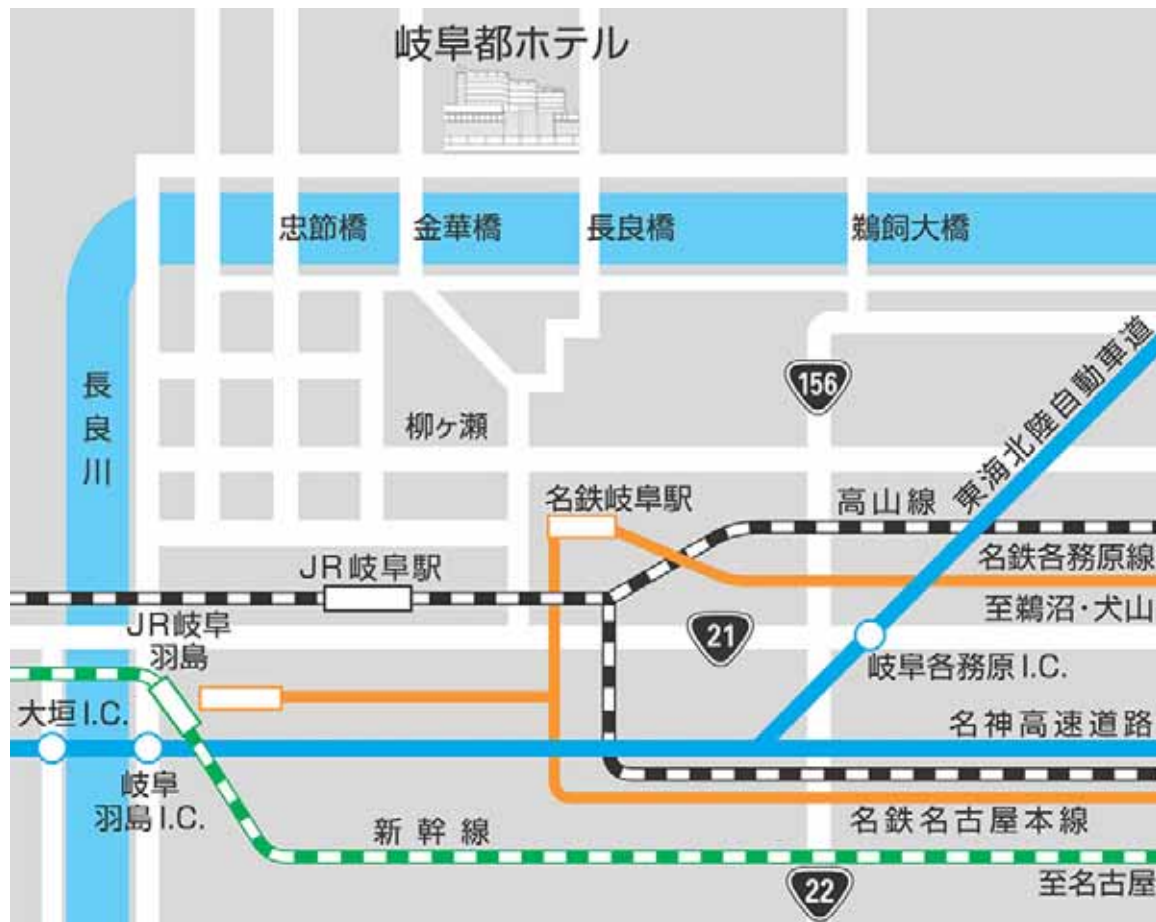 岐阜都ホテル
忠節橋
金華橋
長良橋
鵜飼大橋
長良川
156
東海北陸自動車道
柳ヶ瀬
名鉄岐阜駅
高山線
名鉄各務原線
JR岐阜駅
至鵜沼・犬山
JR岐阜
羽島
21
岐阜各務原I.C.
大垣I.C.
名神高速道路
岐阜
羽島I.C.
新幹線
名鉄名古屋本線
22
至名古屋